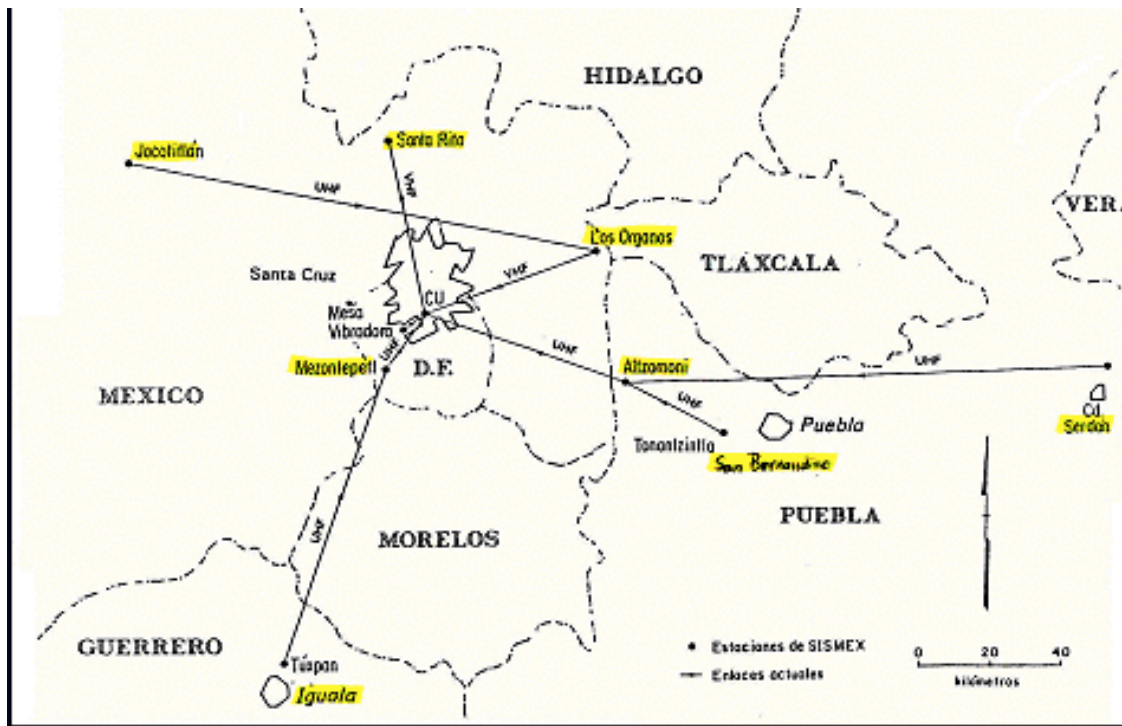 HIDALGO
Santa Rita
Jocotitlán
UHF
VHF
VERA
Los Organos
TLAXCALA
Santa Cruz
VHF
CU
Mesa
Vibradora
UHF
UHF
Mezontepetl
D.F.
Altzomoni
UHF
MEXICO
UHF
Cd.
Serdán
Puebla
Tonantzintla
San Bernardino
PUEBLA
UHF
MORELOS
GUERRERO
Tuxpan
Iguala
Estaciones de SISMEX
Enlaces actuales
0 20 40
kilómetros